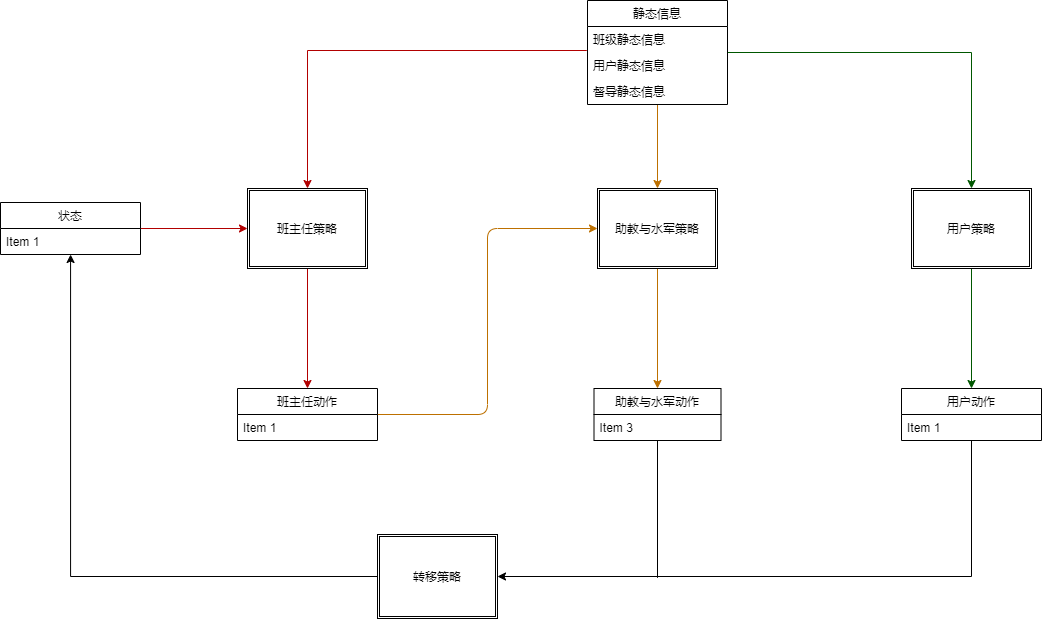 静态信息
班级静态信息
用户静态信息
督导静态信息
状态
Item 1
班主任策略
助教与水军策略
用户策略
班主任动作
Item 1
助教与水军动作
Item 3
用户动作
Item 1
转移策略